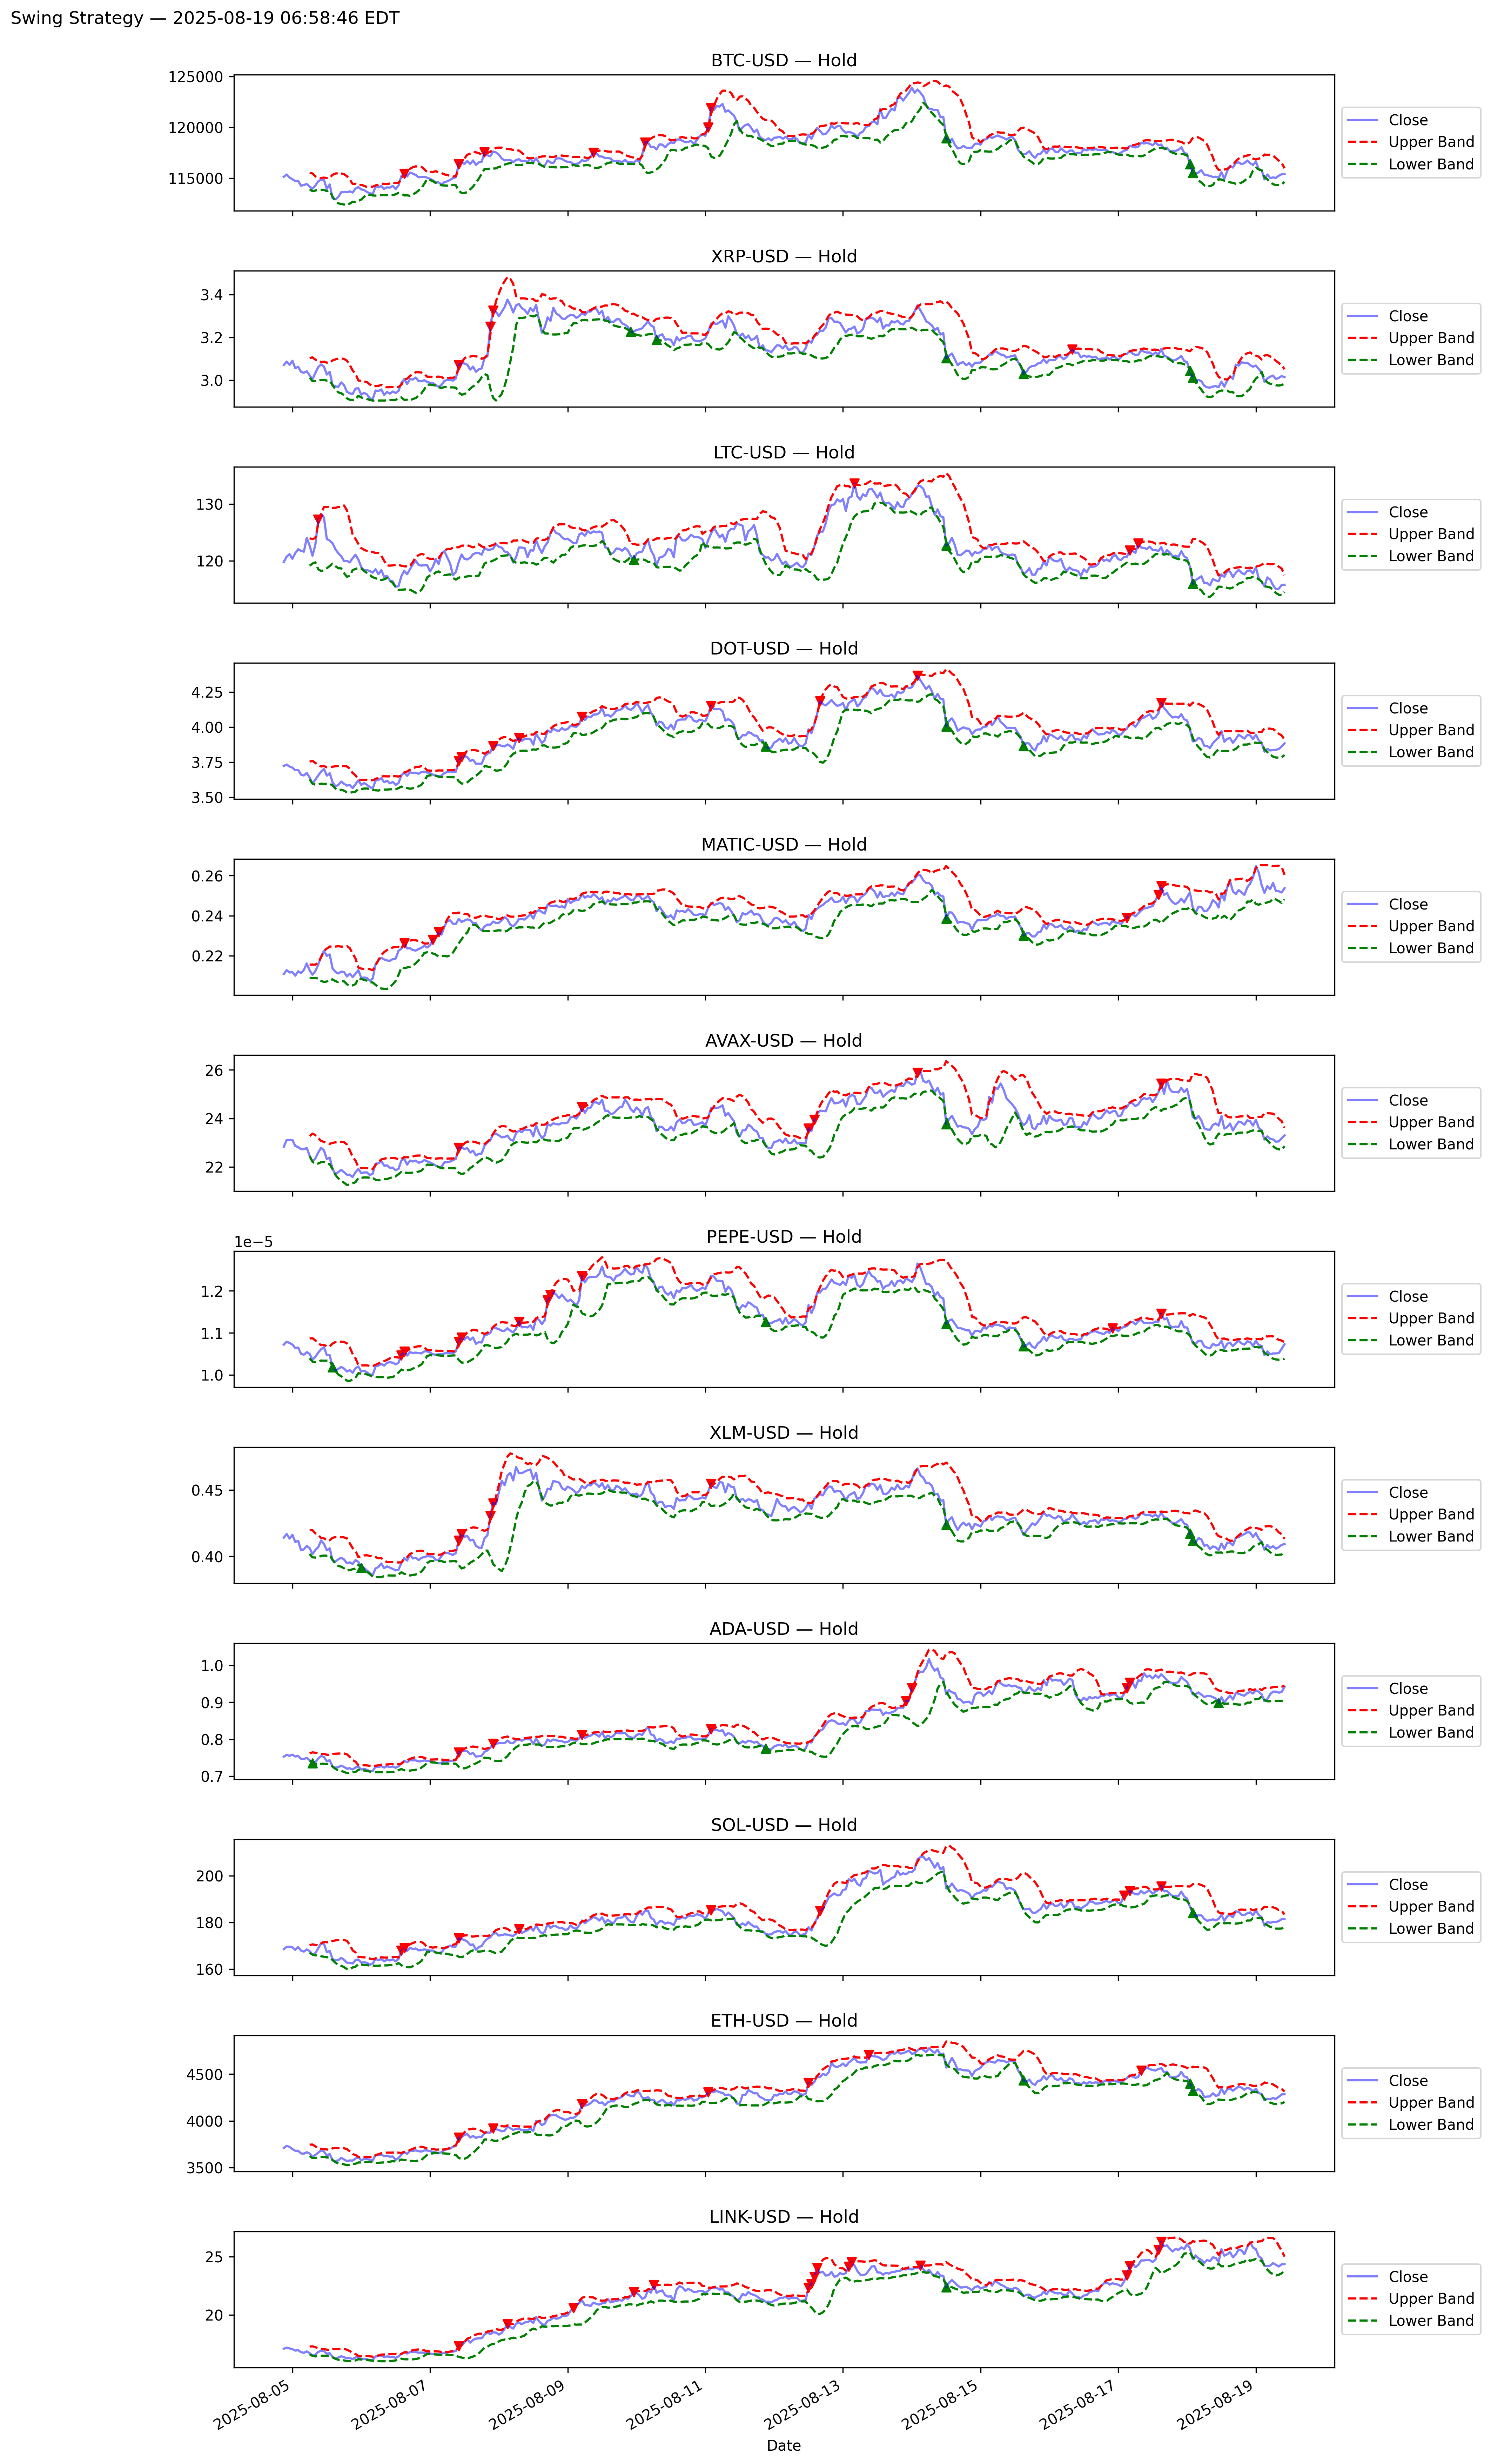 Swing Strategy — 2025-08-19 06:58:46 EDT
BTC-USD — Hold
125000
120000
115000
Close
Upper Band
Lower Band
XRP-USD — Hold
3.4
3.2
3.0
Close
Upper Band
Lower Band
LTC-USD — Hold
130
120
Close
Upper Band
Lower Band
DOT-USD — Hold
4.25
4.00
3.75
3.50
Close
Upper Band
Lower Band
MATIC-USD — Hold
0.26
0.24
0.22
Close
Upper Band
Lower Band
AVAX-USD — Hold
26
24
22
Close
Upper Band
Lower Band
PEPE-USD — Hold
1e−5
1.2
1.1
1.0
Close
Upper Band
Lower Band
XLM-USD — Hold
0.45
0.40
Close
Upper Band
Lower Band
ADA-USD — Hold
1.0
0.9
0.8
0.7
Close
Upper Band
Lower Band
SOL-USD — Hold
200
180
160
Close
Upper Band
Lower Band
ETH-USD — Hold
4500
4000
3500
Close
Upper Band
Lower Band
LINK-USD — Hold
25
20
Close
Upper Band
Lower Band
2025-08-05
2025-08-07
2025-08-09
2025-08-11
2025-08-13
2025-08-15
2025-08-17
2025-08-19
Date